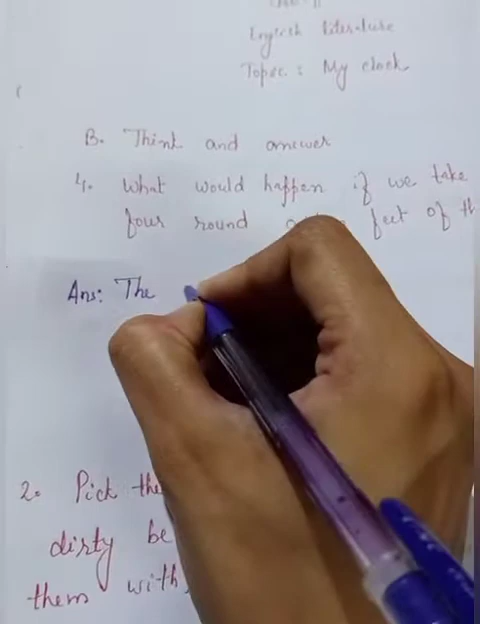 English Literature
Topic: My clock
B. Think and answer
4. What would happen if we take
four round feet of th
Ans: The
2. Pick the
dirty be
them with